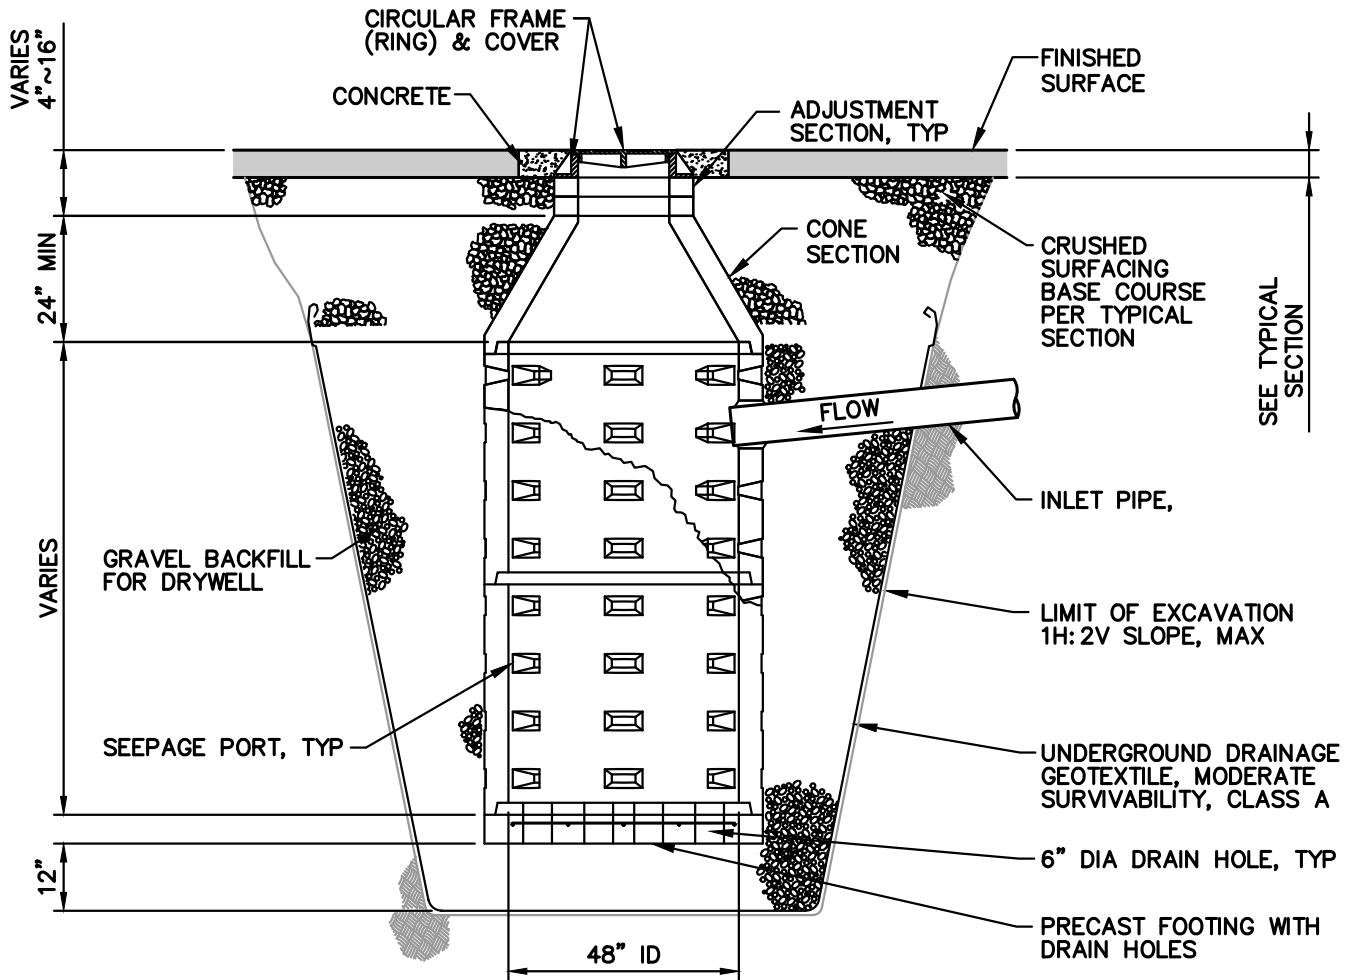 CIRCULAR FRAME
(RING) & COVER
CONCRETE
VARIES
4"~16"
FINISHED
SURFACE
ADJUSTMENT
SECTION, TYP
CONE
SECTION
24" MIN
CRUSHED
SURFACING
BASE COURSE
PER TYPICAL
SECTION
SEE TYPICAL
SECTION
FLOW
INLET PIPE,
GRAVEL BACKFILL
FOR DRYWELL
VARIES
LIMIT OF EXCAVATION
1H:2V SLOPE, MAX
SEEPAGE PORT, TYP
UNDERGROUND DRAINAGE
GEOTEXTILE, MODERATE
SURVIVABILITY, CLASS A
6" DIA DRAIN HOLE, TYP
12"
PRECAST FOOTING WITH
DRAIN HOLES
48" ID